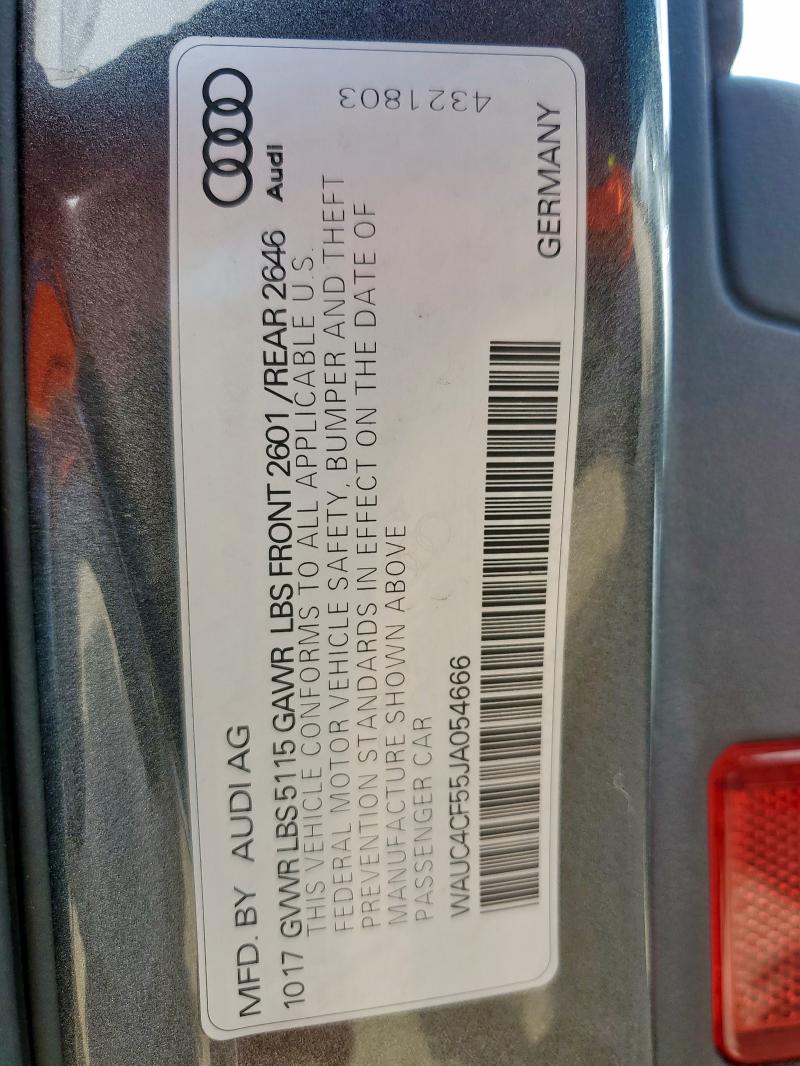 MFD. BY AUDI AG
Audi
1017 GVWR LBS 5115 GAWR LBS FRONT 2601 /REAR 2646
THIS VEHICLE CONFORMS TO ALL APPLICABLE U.S.
FEDERAL MOTOR VEHICLE SAFETY, BUMPER AND THEFT
PREVENTION STANDARDS IN EFFECT ON THE DATE OF
MANUFACTURE SHOWN ABOVE
PASSENGER CAR
4321803
WAUC4CF55JA054666
GERMANY